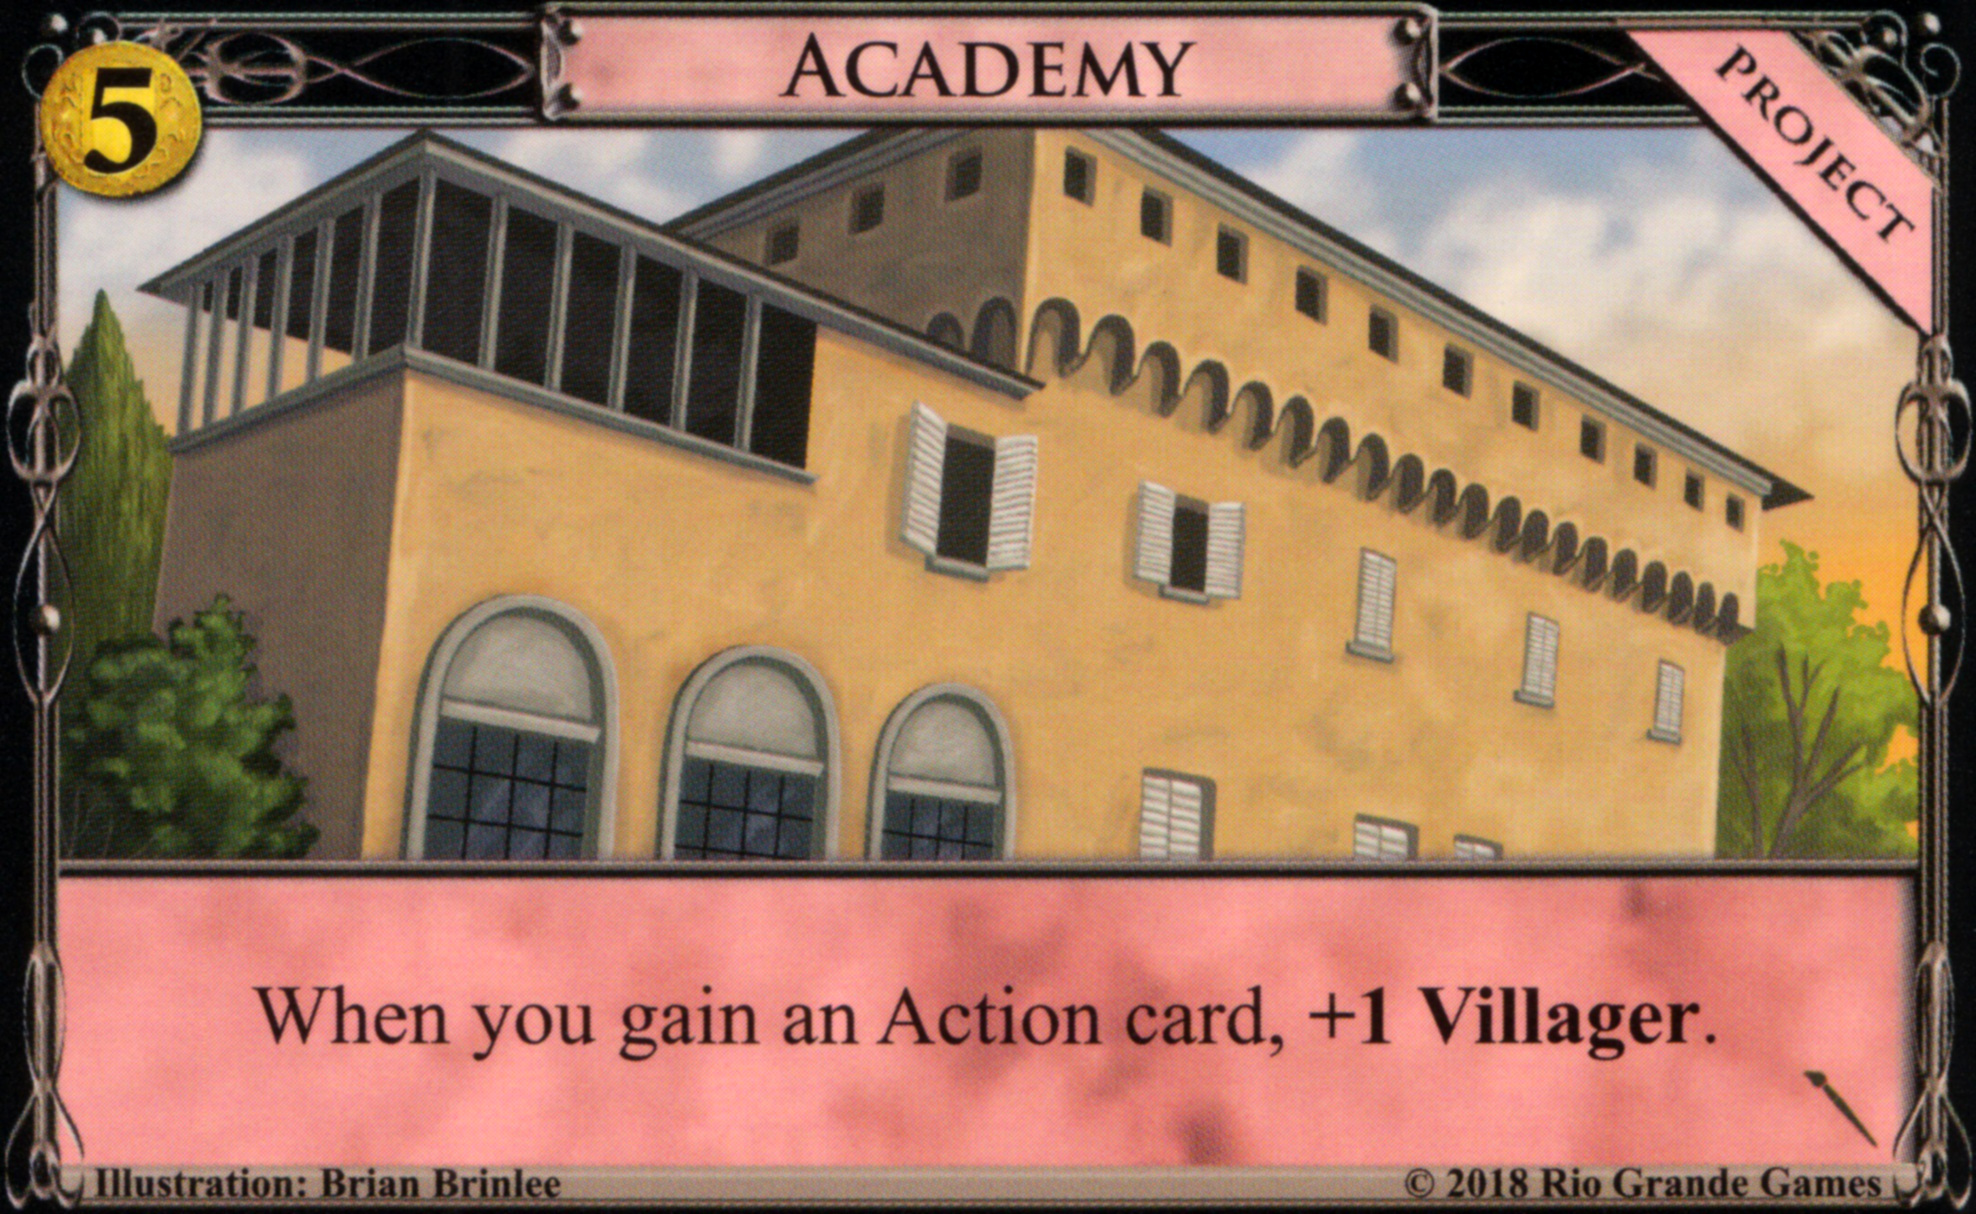 5
ACADEMY
PROJECT
When you gain an Action card, +1 Villager.
Illustration: Brian Brinlee
© 2018 Rio Grande Games